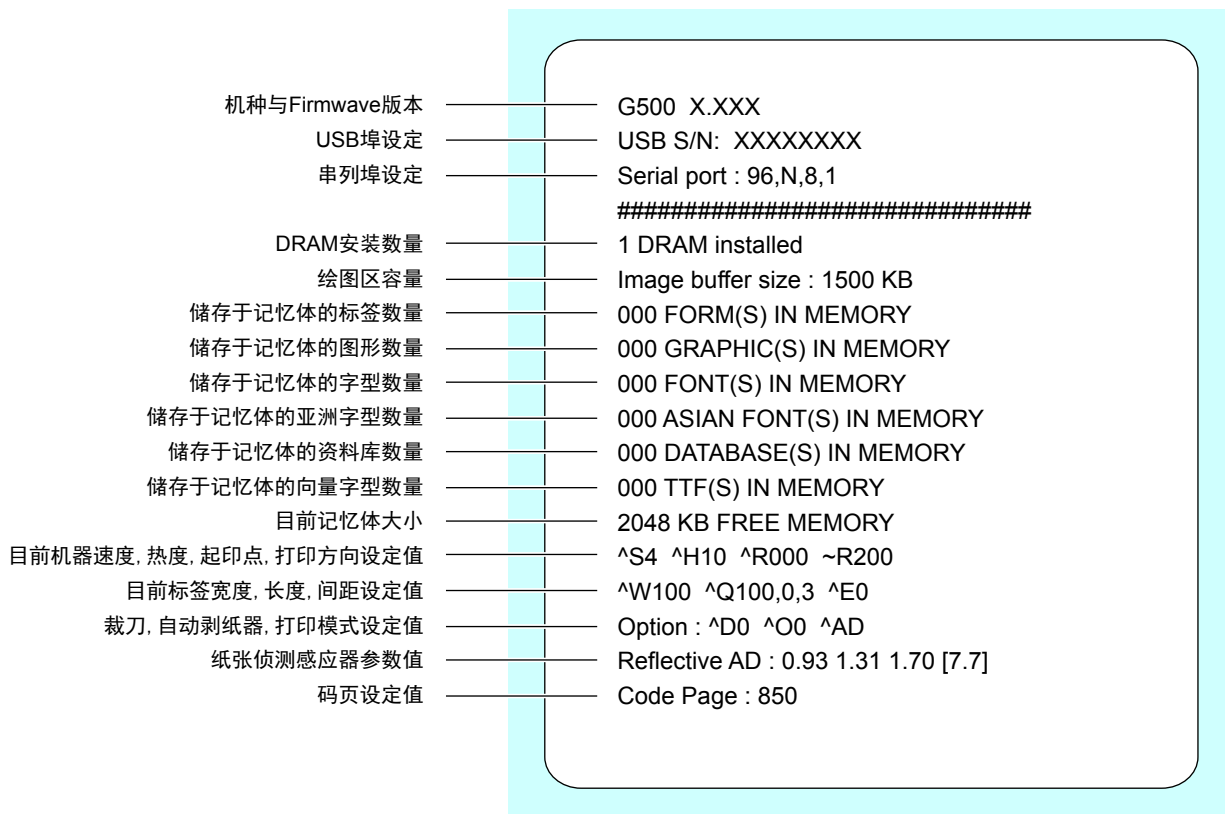 机种与Firmwave版本 G500 X.XXX
USB埠设定 USB S/N: XXXXXXXX
串列埠设定 Serial port : 96,N,8,1
################################
DRAM安装数量 1 DRAM installed
绘图区容量 Image buffer size : 1500 KB
储存于记忆体的标签数量 000 FORM(S) IN MEMORY
储存于记忆体的图形数量 000 GRAPHIC(S) IN MEMORY
储存于记忆体的字型数量 000 FONT(S) IN MEMORY
储存于记忆体的亚洲字型数量 000 ASIAN FONT(S) IN MEMORY
储存于记忆体的资料库数量 000 DATABASE(S) IN MEMORY
储存于记忆体的向量字型数量 000 TTF(S) IN MEMORY
目前记忆体大小 2048 KB FREE MEMORY
目前机器速度, 热度, 起印点, 打印方向设定值 ^S4 ^H10 ^R000 ~R200
目前标签宽度, 长度, 间距设定值 ^W100 ^Q100,0,3 ^E0
裁刀, 自动剥纸器, 打印模式设定值 Option : ^D0 ^O0 ^AD
纸张侦测感应器参数值 Reflective AD : 0.93 1.31 1.70 [7.7]
码页设定值 Code Page : 850